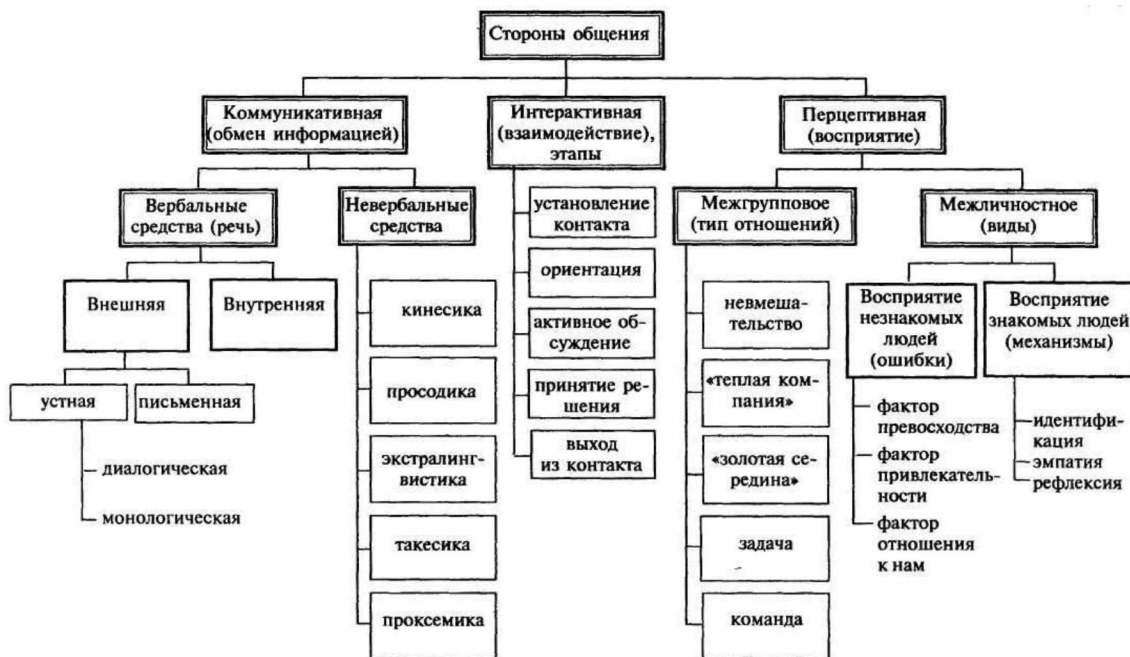 Стороны общения
Коммуникативная
(обмен информацией)
Интерактивная
(взаимодействие),
этапы
Перцептивная
(восприятие)
Вербальные
средства (речь)
Невербальные
средства
Внешняя
Внутренняя
устная
письменная
диалогическая
монологическая
кинесика
просодика
экстралинг-
вистика
такесика
проксемика
установление
контакта
ориентация
активное об-
суждение
принятие ре-
шения
выход
из контакта
Межгрупповое
(тип отношений)
невмеша-
тельство
«теплая ком-
пания»
«золотая се-
редина»
задача
команда
Межличностное
(виды)
Восприятие
незнакомых
людей
(ошибки)
фактор
превосходства
фактор
привлекатель-
ности
фактор
отношения
к нам
Восприятие
знакомых людей
(механизмы)
идентифи-
кация
эмпатия
рефлексия